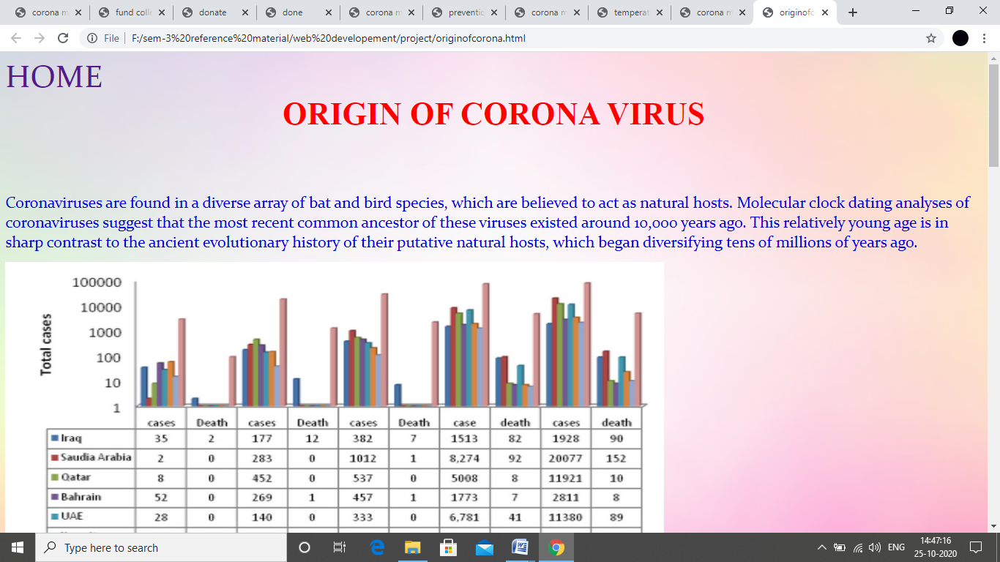 corona m
fund coll
donate
done
corona m
preventic
corona m
temperat
corona m
originofc
File
F:/sem-3%20reference%20material/web%20developement/project/originofcorona.html
HOME
ORIGIN OF CORONA VIRUS
Coronaviruses are found in a diverse array of bat and bird species, which are believed to act as natural hosts. Molecular clock dating analyses of
coronaviruses suggest that the most recent common ancestor of these viruses existed around 10,000 years ago. This relatively young age is in
sharp contrast to the ancient evolutionary history of their putative natural hosts, which began diversifying tens of millions of years ago.
Total cases
100000
10000
1000
100
10
1
cases Death cases Death cases Death case death cases death
Iraq 35 2 177 12 382 7 1513 82 1928 90
Saudia Arabia 2 0 283 0 1012 1 8,274 92 20077 152
Qatar 8 0 452 0 537 0 5008 8 11921 10
Bahrain 52 0 269 1 457 1 1773 7 2811 8
UAE 28 0 140 0 333 0 6,781 41 11380 89
Type here to search
ENG
14:47:16
25-10-2020